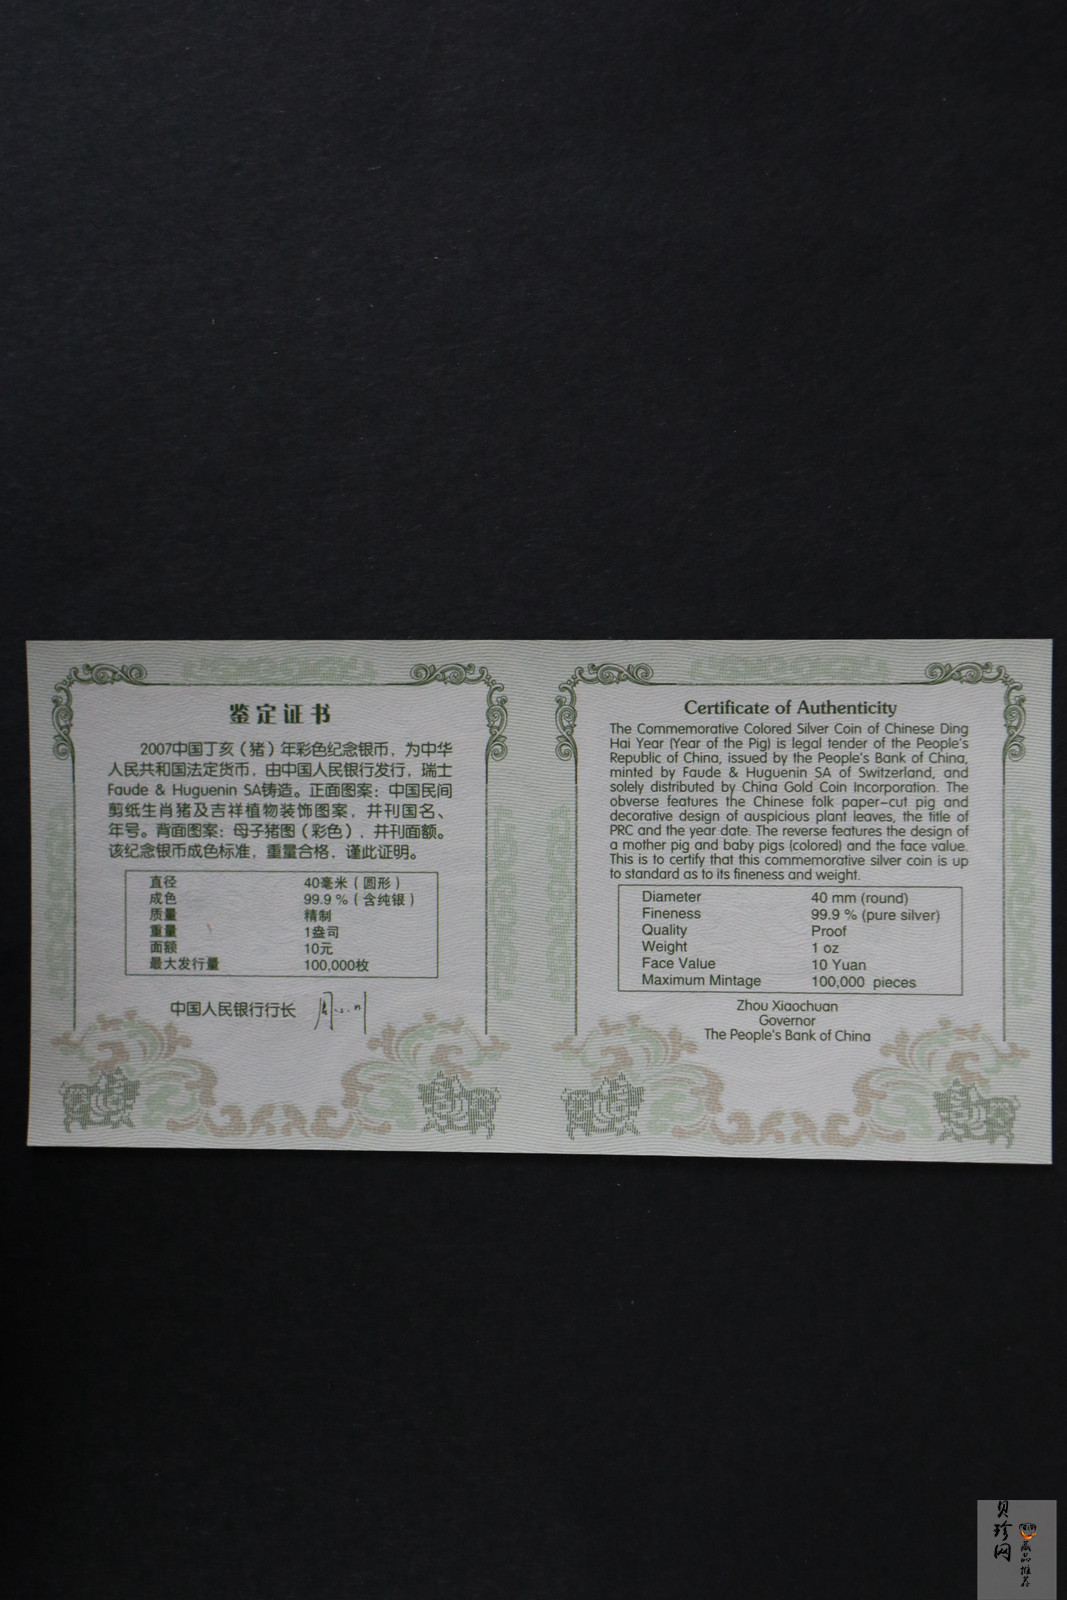 鉴定证书
2007中国丁亥（猪）年彩色纪念银币，为中华
人民共和国法定货币，由中国人民银行发行，瑞士
Faude & Huguenin SA铸造。正面图案：中国民间
剪纸生肖猪及吉祥植物装饰图案，并刊国名、
年号。背面图案：母子猪图（彩色），并刊面额。
该纪念银币成色标准，重量合格，谨此证明。
直径 40毫米（圆形）
成色 99.9％（含纯银）
质量 精制
重量 1盎司
面额 10元
最大发行量 100,000枚
中国人民银行行长
Certificate of Authenticity
The Commemorative Colored Silver Coin of Chinese Ding
Hai Year (Year of the Pig) is legal tender of the People's
Republic of China, issued by the People's Bank of China,
minted by Faude & Huguenin SA of Switzerland, and
solely distributed by China Gold Coin Incorporation. The
obverse features the Chinese folk paper-cut pig and
decorative design of auspicious plant leaves, the title of
PRC and the year date. The reverse features the design of
a mother pig and baby pigs (colored) and the face value.
This is to certify that this commemorative silver coin is up
to standard as to its fineness and weight.
Diameter 40 mm (round)
Fineness 99.9 % (pure silver)
Quality Proof
Weight 1 oz
Face Value 10 Yuan
Maximum Mintage 100,000 pieces
Zhou Xiaochuan
Governor
The People's Bank of China
贝珍网
藏品推荐